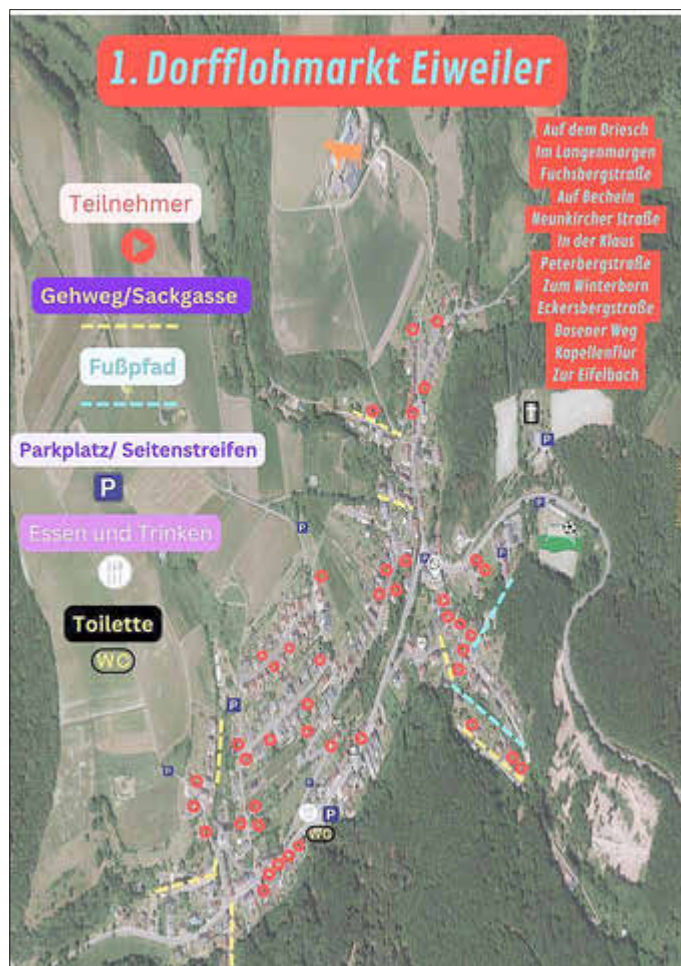 1. Dorfflohmarkt Eiweiler
Auf dem Driesch
Im Langenmorgen
Fuchsbergstraße
Auf Bechein
Neunkircher Straße
In der Klaus
Peterbergstraße
Zum Winterborn
Eckersbergstraße
Bosener Weg
Kapellenflur
Zur Eifelbach
Teilnehmer
Gehweg/Sackgasse
Fußpfad
Parkplatz/ Seitenstreifen
P
Essen und Trinken
Toilette
WC
P
P
P
P
P
P
P
P
P
WC